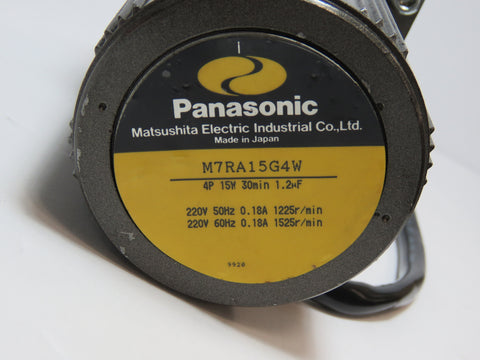 Panasonic
Matsushita Electric Industrial Co.,Ltd.
Made in Japan
M7RA15G4W
4P 15W 30min 1.2µF
220V 50Hz 0.18A 1225r/min
220V 60Hz 0.18A 1525r/min
9920